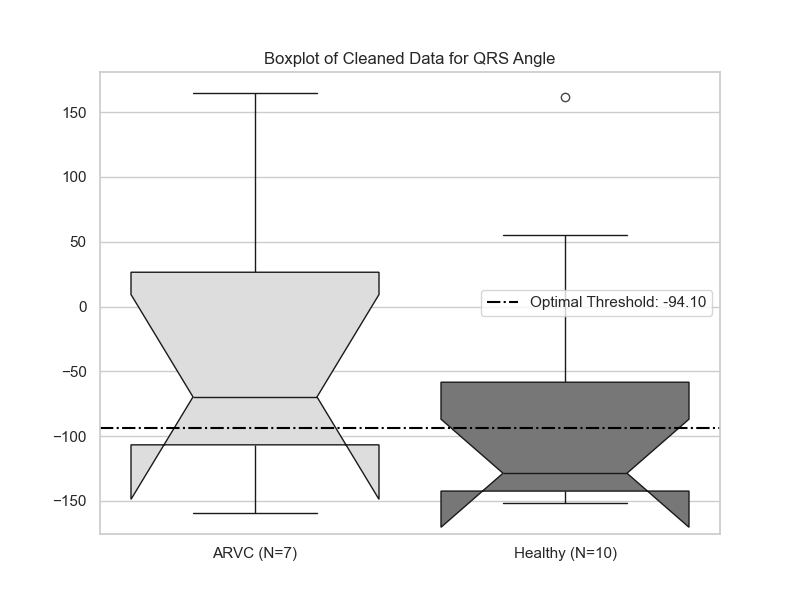 Boxplot of Cleaned Data for QRS Angle
150
100
50
0
Optimal Threshold: -94.10
−50
−100
−150
ARVC (N=7)
Healthy (N=10)